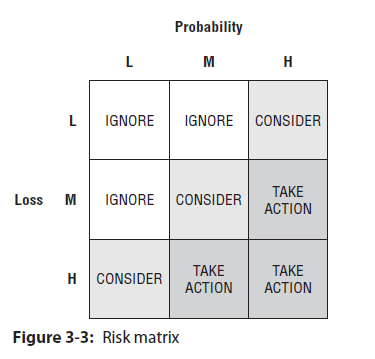 Probability
L M H
L IGNORE IGNORE CONSIDER
Loss M IGNORE CONSIDER TAKE ACTION
H CONSIDER TAKE ACTION TAKE ACTION
Figure 3-3: Risk matrix